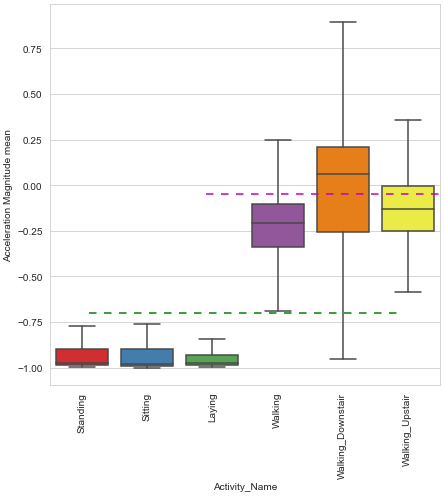 Acceleration Magnitude mean
0.75
0.50
0.25
0.00
−0.25
−0.50
−0.75
−1.00
Standing
Sitting
Laying
Walking
Walking_Downstair
Walking_Upstair
Activity_Name